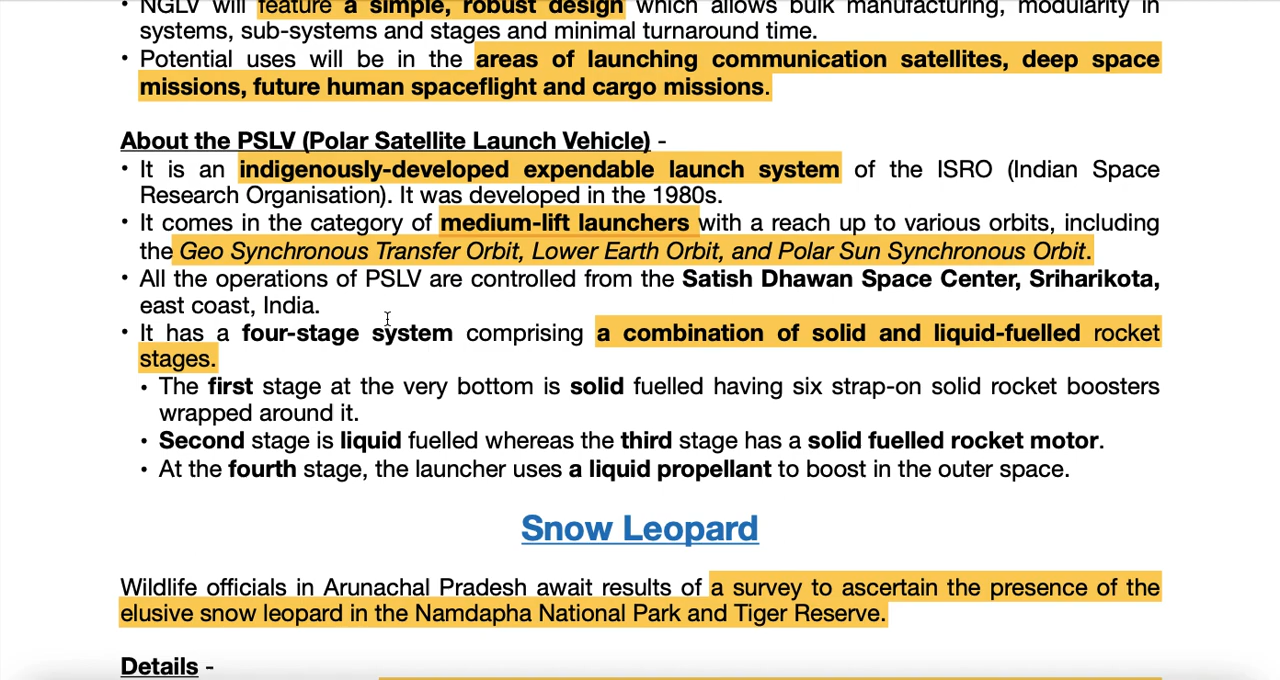 • NGLV will feature a simple, robust design which allows bulk manufacturing, modularity in
systems, sub-systems and stages and minimal turnaround time.
• Potential uses will be in the areas of launching communication satellites, deep space
missions, future human spaceflight and cargo missions.
About the PSLV (Polar Satellite Launch Vehicle) -
• It is an indigenously-developed expendable launch system of the ISRO (Indian Space
Research Organisation). It was developed in the 1980s.
• It comes in the category of medium-lift launchers with a reach up to various orbits, including
the Geo Synchronous Transfer Orbit, Lower Earth Orbit, and Polar Sun Synchronous Orbit.
• All the operations of PSLV are controlled from the Satish Dhawan Space Center, Sriharikota,
east coast, India.
• It has a four-stage system comprising a combination of solid and liquid-fuelled rocket
stages.
• The first stage at the very bottom is solid fuelled having six strap-on solid rocket boosters
wrapped around it.
• Second stage is liquid fuelled whereas the third stage has a solid fuelled rocket motor.
• At the fourth stage, the launcher uses a liquid propellant to boost in the outer space.
Snow Leopard
Wildlife officials in Arunachal Pradesh await results of a survey to ascertain the presence of the
elusive snow leopard in the Namdapha National Park and Tiger Reserve.
Details -